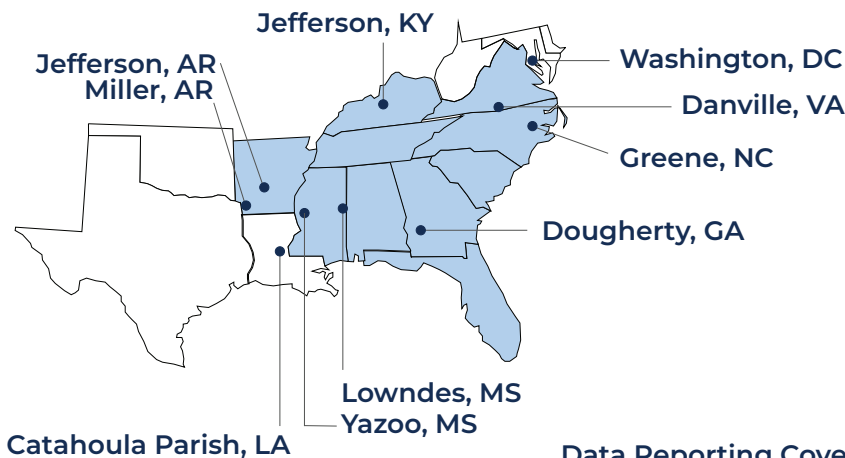 Jefferson, KY
Jefferson, AR
Miller, AR
Washington, DC
Danville, VA
Greene, NC
Dougherty, GA
Lowndes, MS
Yazoo, MS
Catahoula Parish, LA
Data Reporting